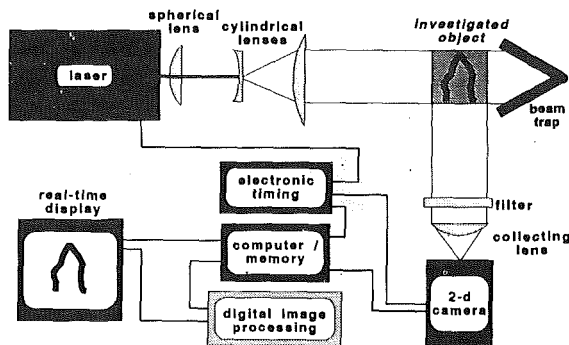 spherical
lens
cylindrical
lenses
investigated
object
laser
beam
trap
electronic
timing
real-time
display
filter
computer /
memory
collecting
lens
2-d
camera
digital image
processing